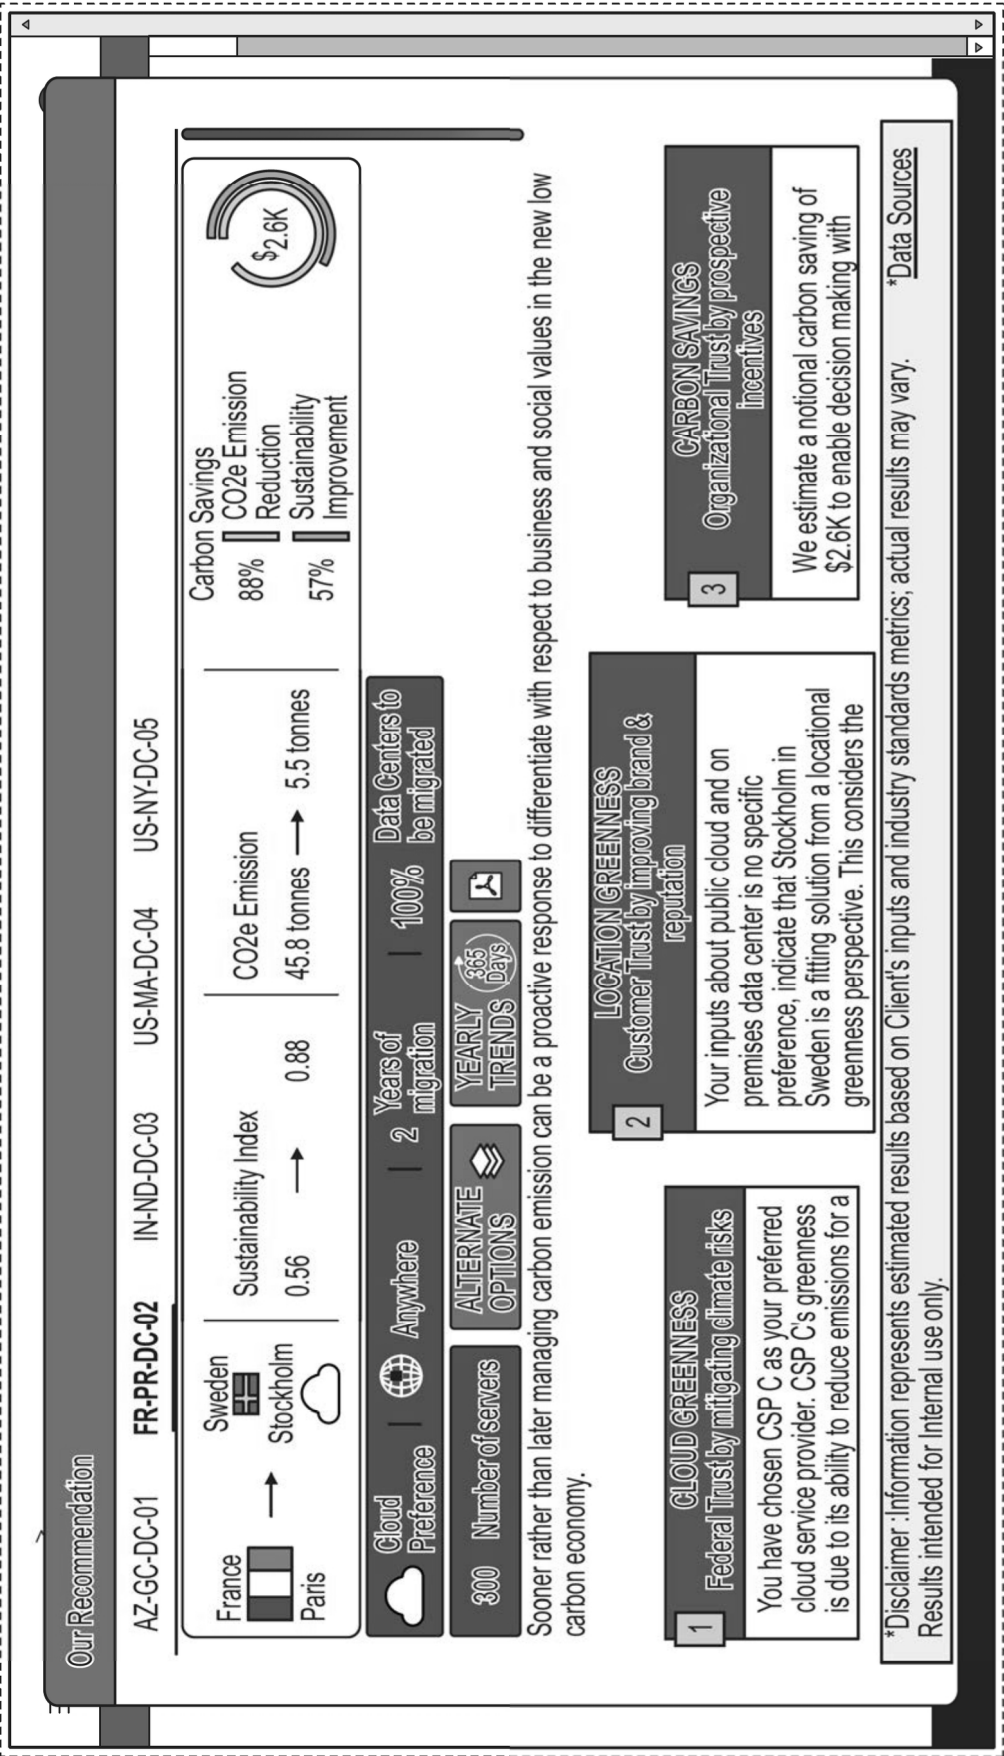 Our Recommendation
AZ-GC-DC-01 FR-PR-DC-02 IN-ND-DC-03 US-MA-DC-04 US-NY-DC-05
France
Paris
Sweden
Stockholm
Sustainability Index
0.56 0.88
CO2e Emission
45.8 tonnes 5.5 tonnes
Carbon Savings
88% CO2e Emission
Reduction
57% Sustainability
Improvement
$2.6K
Cloud
Preference
Anywhere
2 Years of
migration
100% Data Centers to
be migrated
300 Number of servers
ALTERNATE
OPTIONS
YEARLY
TRENDS
365
Days
Sooner rather than later managing carbon emission can be a proactive response to differentiate with respect to business and social values in the new low
carbon economy.
1
CLOUD GREENNESS
Federal Trust by mitigating climate risks
You have chosen CSP C as your preferred
cloud service provider. CSP C's greenness
is due to its ability to reduce emissions for a
2
LOCATION GREENNESS
Customer Trust by improving brand &
reputation
Your inputs about public cloud and on
premises data center is no specific
preference, indicate that Stockholm in
Sweden is a fitting solution from a locational
greenness perspective. This considers the
3
CARBON SAVINGS
Organizational Trust by prospective
incentives
We estimate a notional carbon saving of
$2.6K to enable decision making with
*Disclaimer :Information represents estimated results based on Client's inputs and industry standards metrics; actual results may vary. *Data Sources
Results intended for Internal use only.